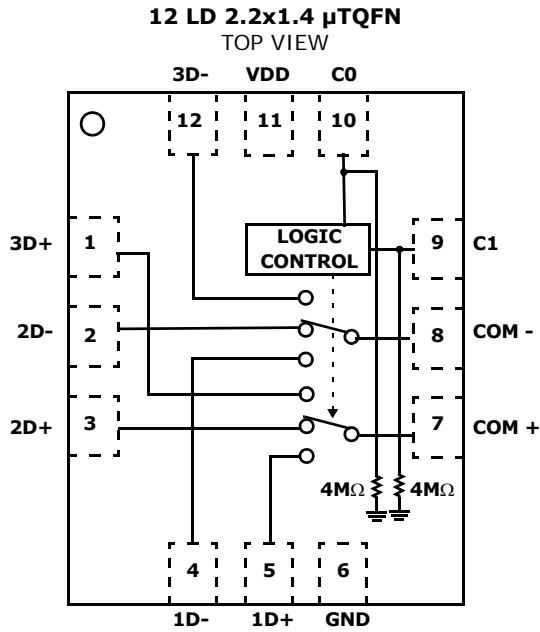 12 LD 2.2x1.4 µTQFN
TOP VIEW
3D- VDD C0
12 11 10
3D+ 1 LOGIC CONTROL 9 C1
2D- 2 8 COM -
2D+ 3 7 COM +
4MΩ 4MΩ
4 5 6
1D- 1D+ GND